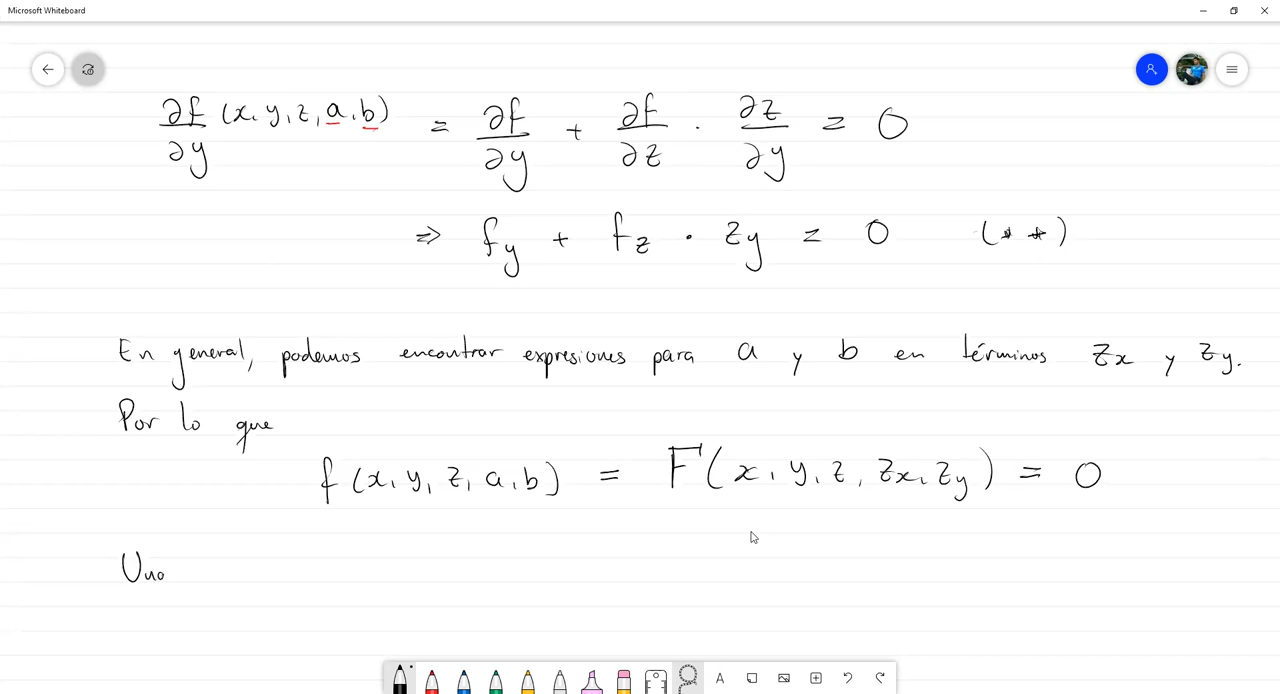 Microsoft Whiteboard
∂f/∂y (x, y, z, a, b) = ∂f/∂y + ∂f/∂z · ∂z/∂y = 0
⇒ f_y + f_z · z_y = 0 (**)
En general, podemos encontrar expresiones para a y b en términos z_x y z_y.
Por lo que
f(x, y, z, a, b) = F(x, y, z, z_x, z_y) = 0
Uno